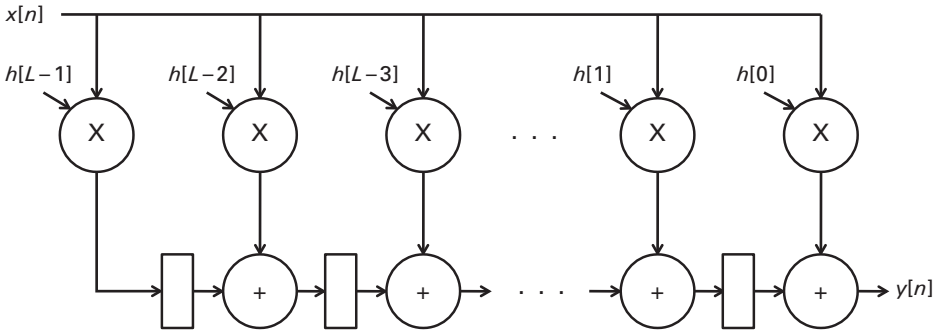 x[n]
h[L–1] h[L–2] h[L–3] h[1] h[0]
X X X . . . X X
+ + . . . + + y[n]